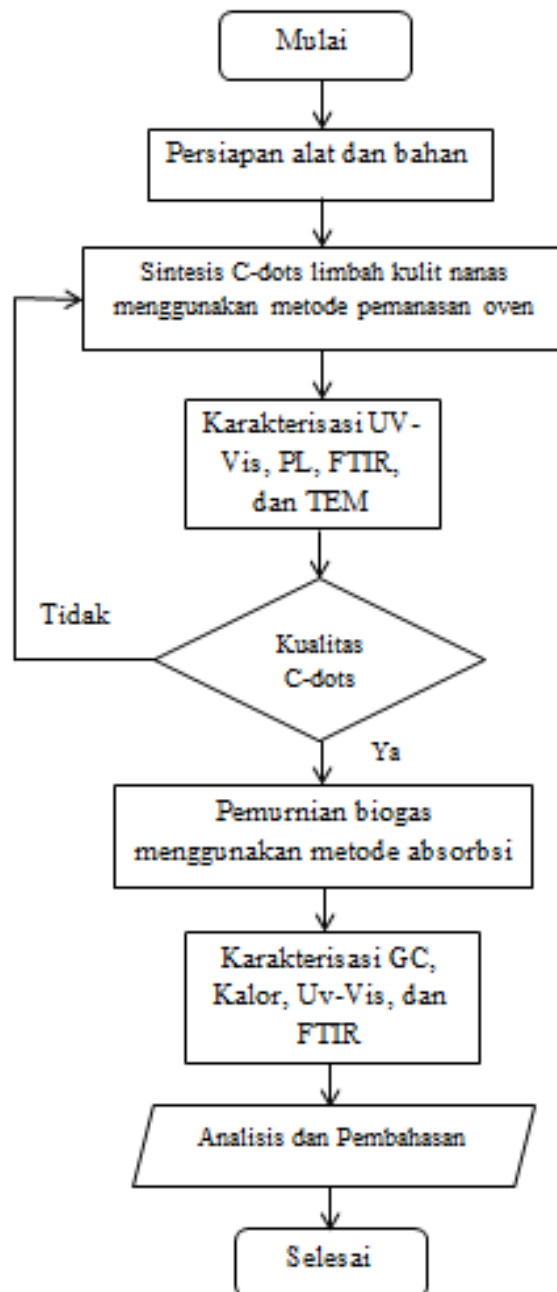 Mulai
Persiapan alat dan bahan
Sintesis C-dots limbah kulit nanas
menggunakan metode pemanasan oven
Karakterisasi UV-
Vis, PL, FTIR,
dan TEM
Tidak
Kualitas
C-dots
Ya
Pemurnian biogas
menggunakan metode absorbsi
Karakterisasi GC,
Kalor, Uv-Vis, dan
FTIR
Analisis dan Pembahasan
Selesai